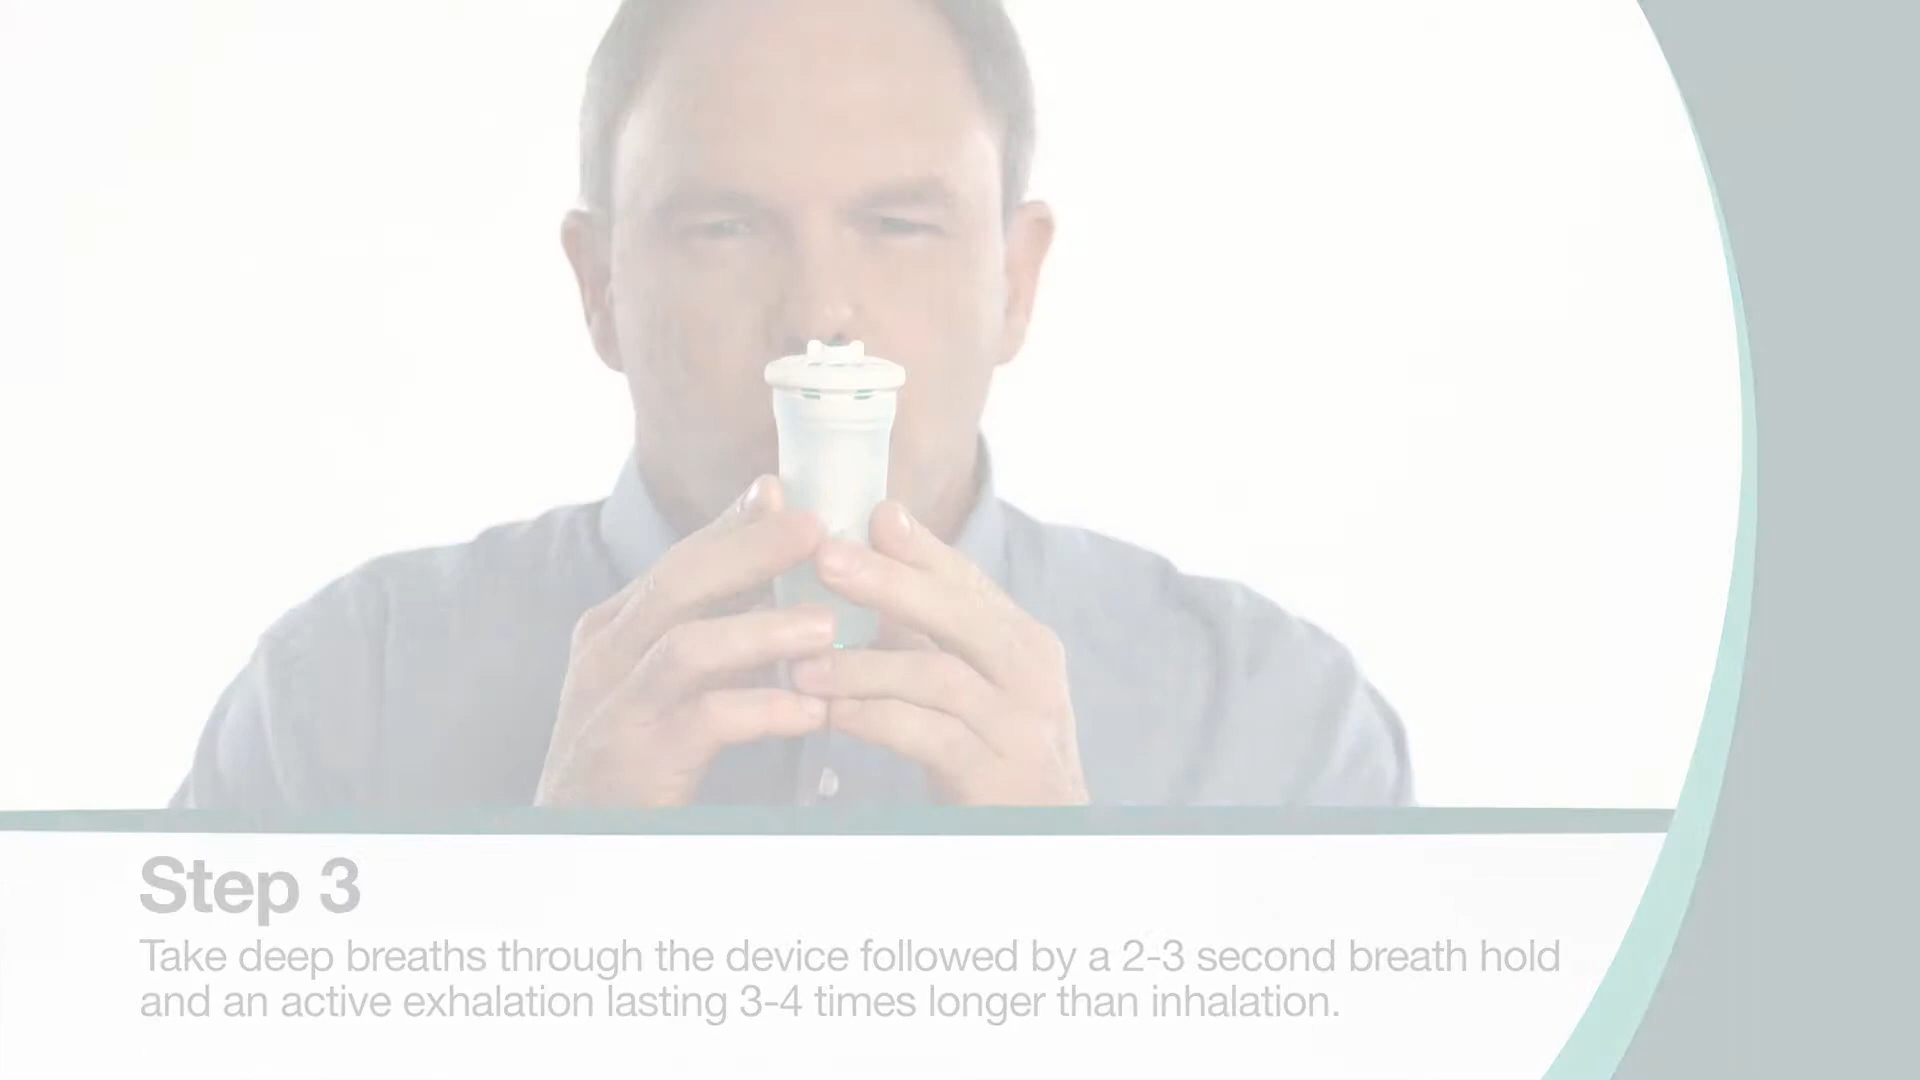 Step 3
Take deep breaths through the device followed by a 2-3 second breath hold
and an active exhalation lasting 3-4 times longer than inhalation.